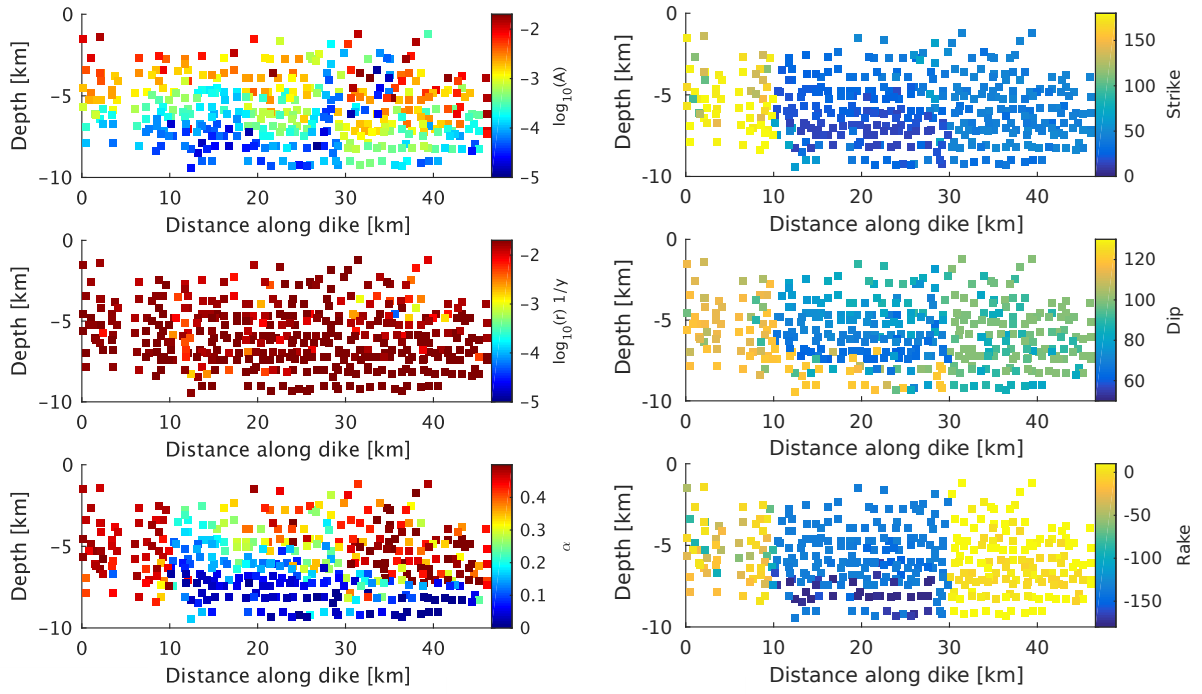 0
−5
−10
Depth [km]
0 10 20 30 40
Distance along dike [km]
−2
−3
−4
−5
log10(A)
0
−5
−10
Depth [km]
0 10 20 30 40
Distance along dike [km]
150
100
50
0
Strike
0
−5
−10
Depth [km]
0 10 20 30 40
Distance along dike [km]
−2
−3
−4
−5
log10(r) 1/y
0
−5
−10
Depth [km]
0 10 20 30 40
Distance along dike [km]
120
100
80
60
Dip
0
−5
−10
Depth [km]
0 10 20 30 40
Distance along dike [km]
0.4
0.3
0.2
0.1
0
α
0
−5
−10
Depth [km]
0 10 20 30 40
Distance along dike [km]
0
−50
−100
−150
Rake